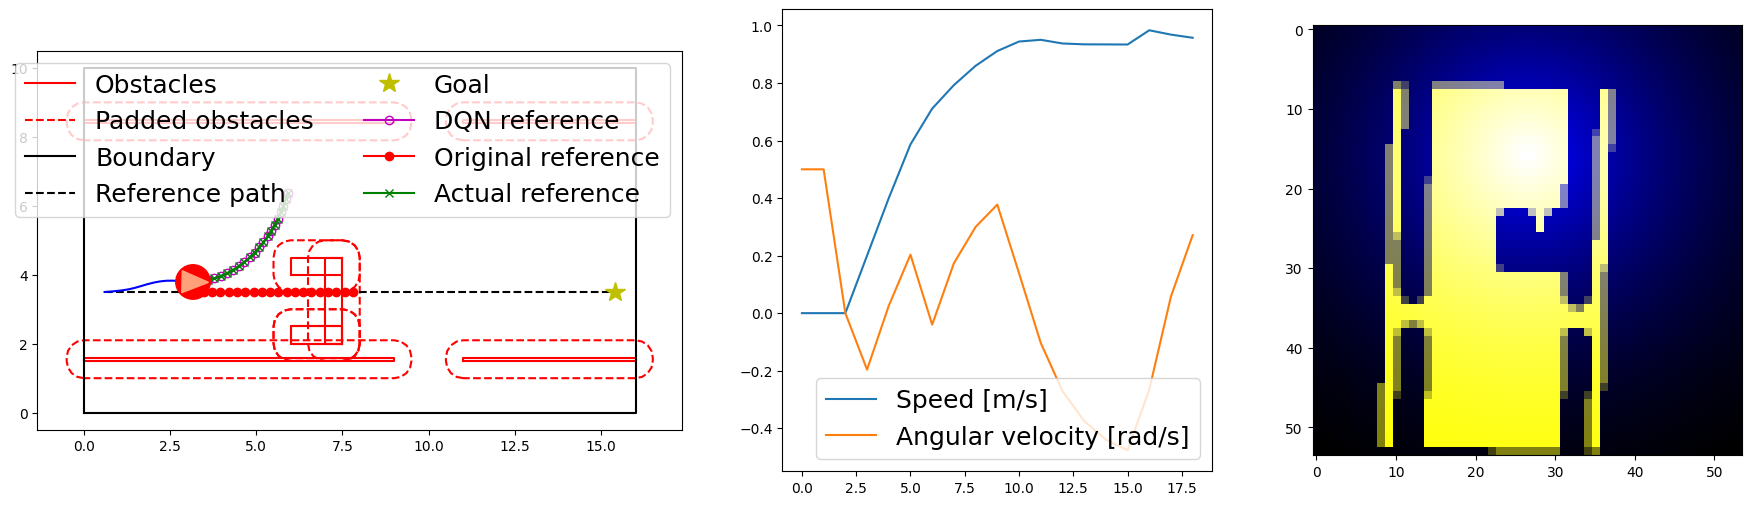 10
8
6
4
2
0
0.0 2.5 5.0 7.5 10.0 12.5 15.0
Obstacles
Padded obstacles
Boundary
Reference path
Goal
DQN reference
Original reference
Actual reference
1.0
0.8
0.6
0.4
0.2
0.0
−0.2
−0.4
0.0 2.5 5.0 7.5 10.0 12.5 15.0 17.5
Speed [m/s]
Angular velocity [rad/s]
0
10
20
30
40
50
0 10 20 30 40 50